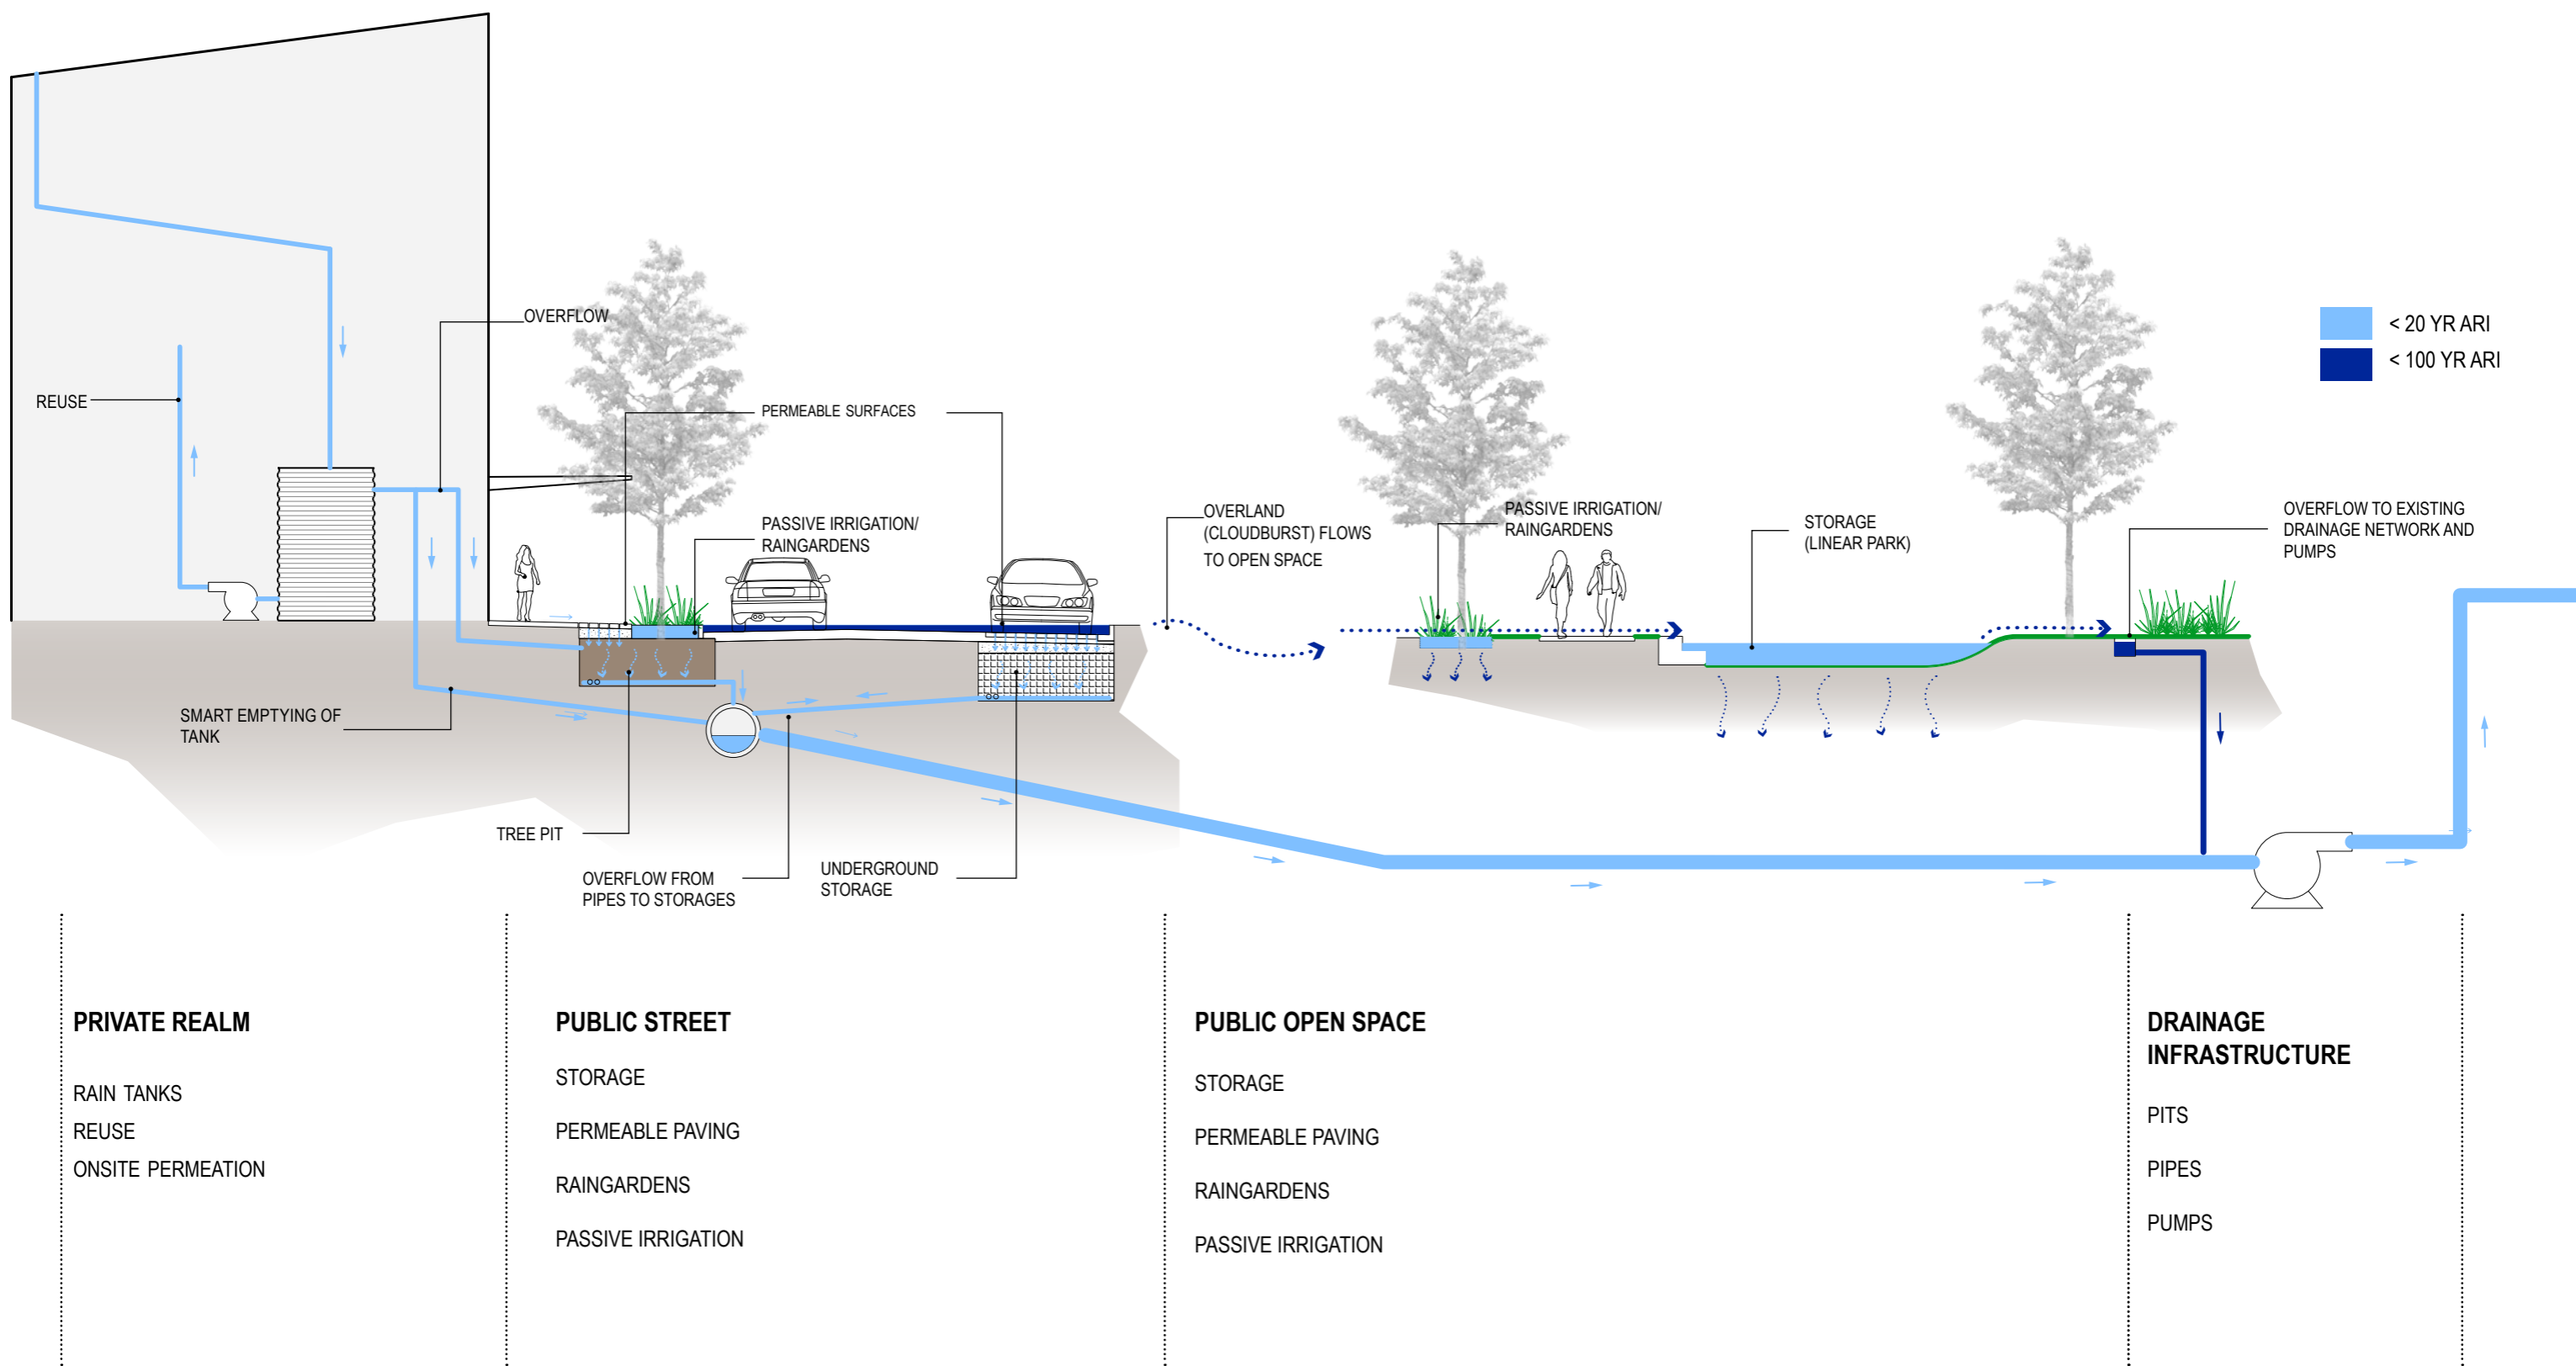 OVERFLOW
REUSE
PERMEABLE SURFACES
PASSIVE IRRIGATION/
RAINGARDENS
OVERLAND
(CLOUDBURST) FLOWS
TO OPEN SPACE
PASSIVE IRRIGATION/
RAINGARDENS
STORAGE
(LINEAR PARK)
OVERFLOW TO EXISTING
DRAINAGE NETWORK AND
PUMPS
< 20 YR ARI
< 100 YR ARI
SMART EMPTYING OF
TANK
TREE PIT
OVERFLOW FROM
PIPES TO STORAGES
UNDERGROUND
STORAGE
PRIVATE REALM
RAIN TANKS
REUSE
ONSITE PERMEATION
PUBLIC STREET
STORAGE
PERMEABLE PAVING
RAINGARDENS
PASSIVE IRRIGATION
PUBLIC OPEN SPACE
STORAGE
PERMEABLE PAVING
RAINGARDENS
PASSIVE IRRIGATION
DRAINAGE
INFRASTRUCTURE
PITS
PIPES
PUMPS